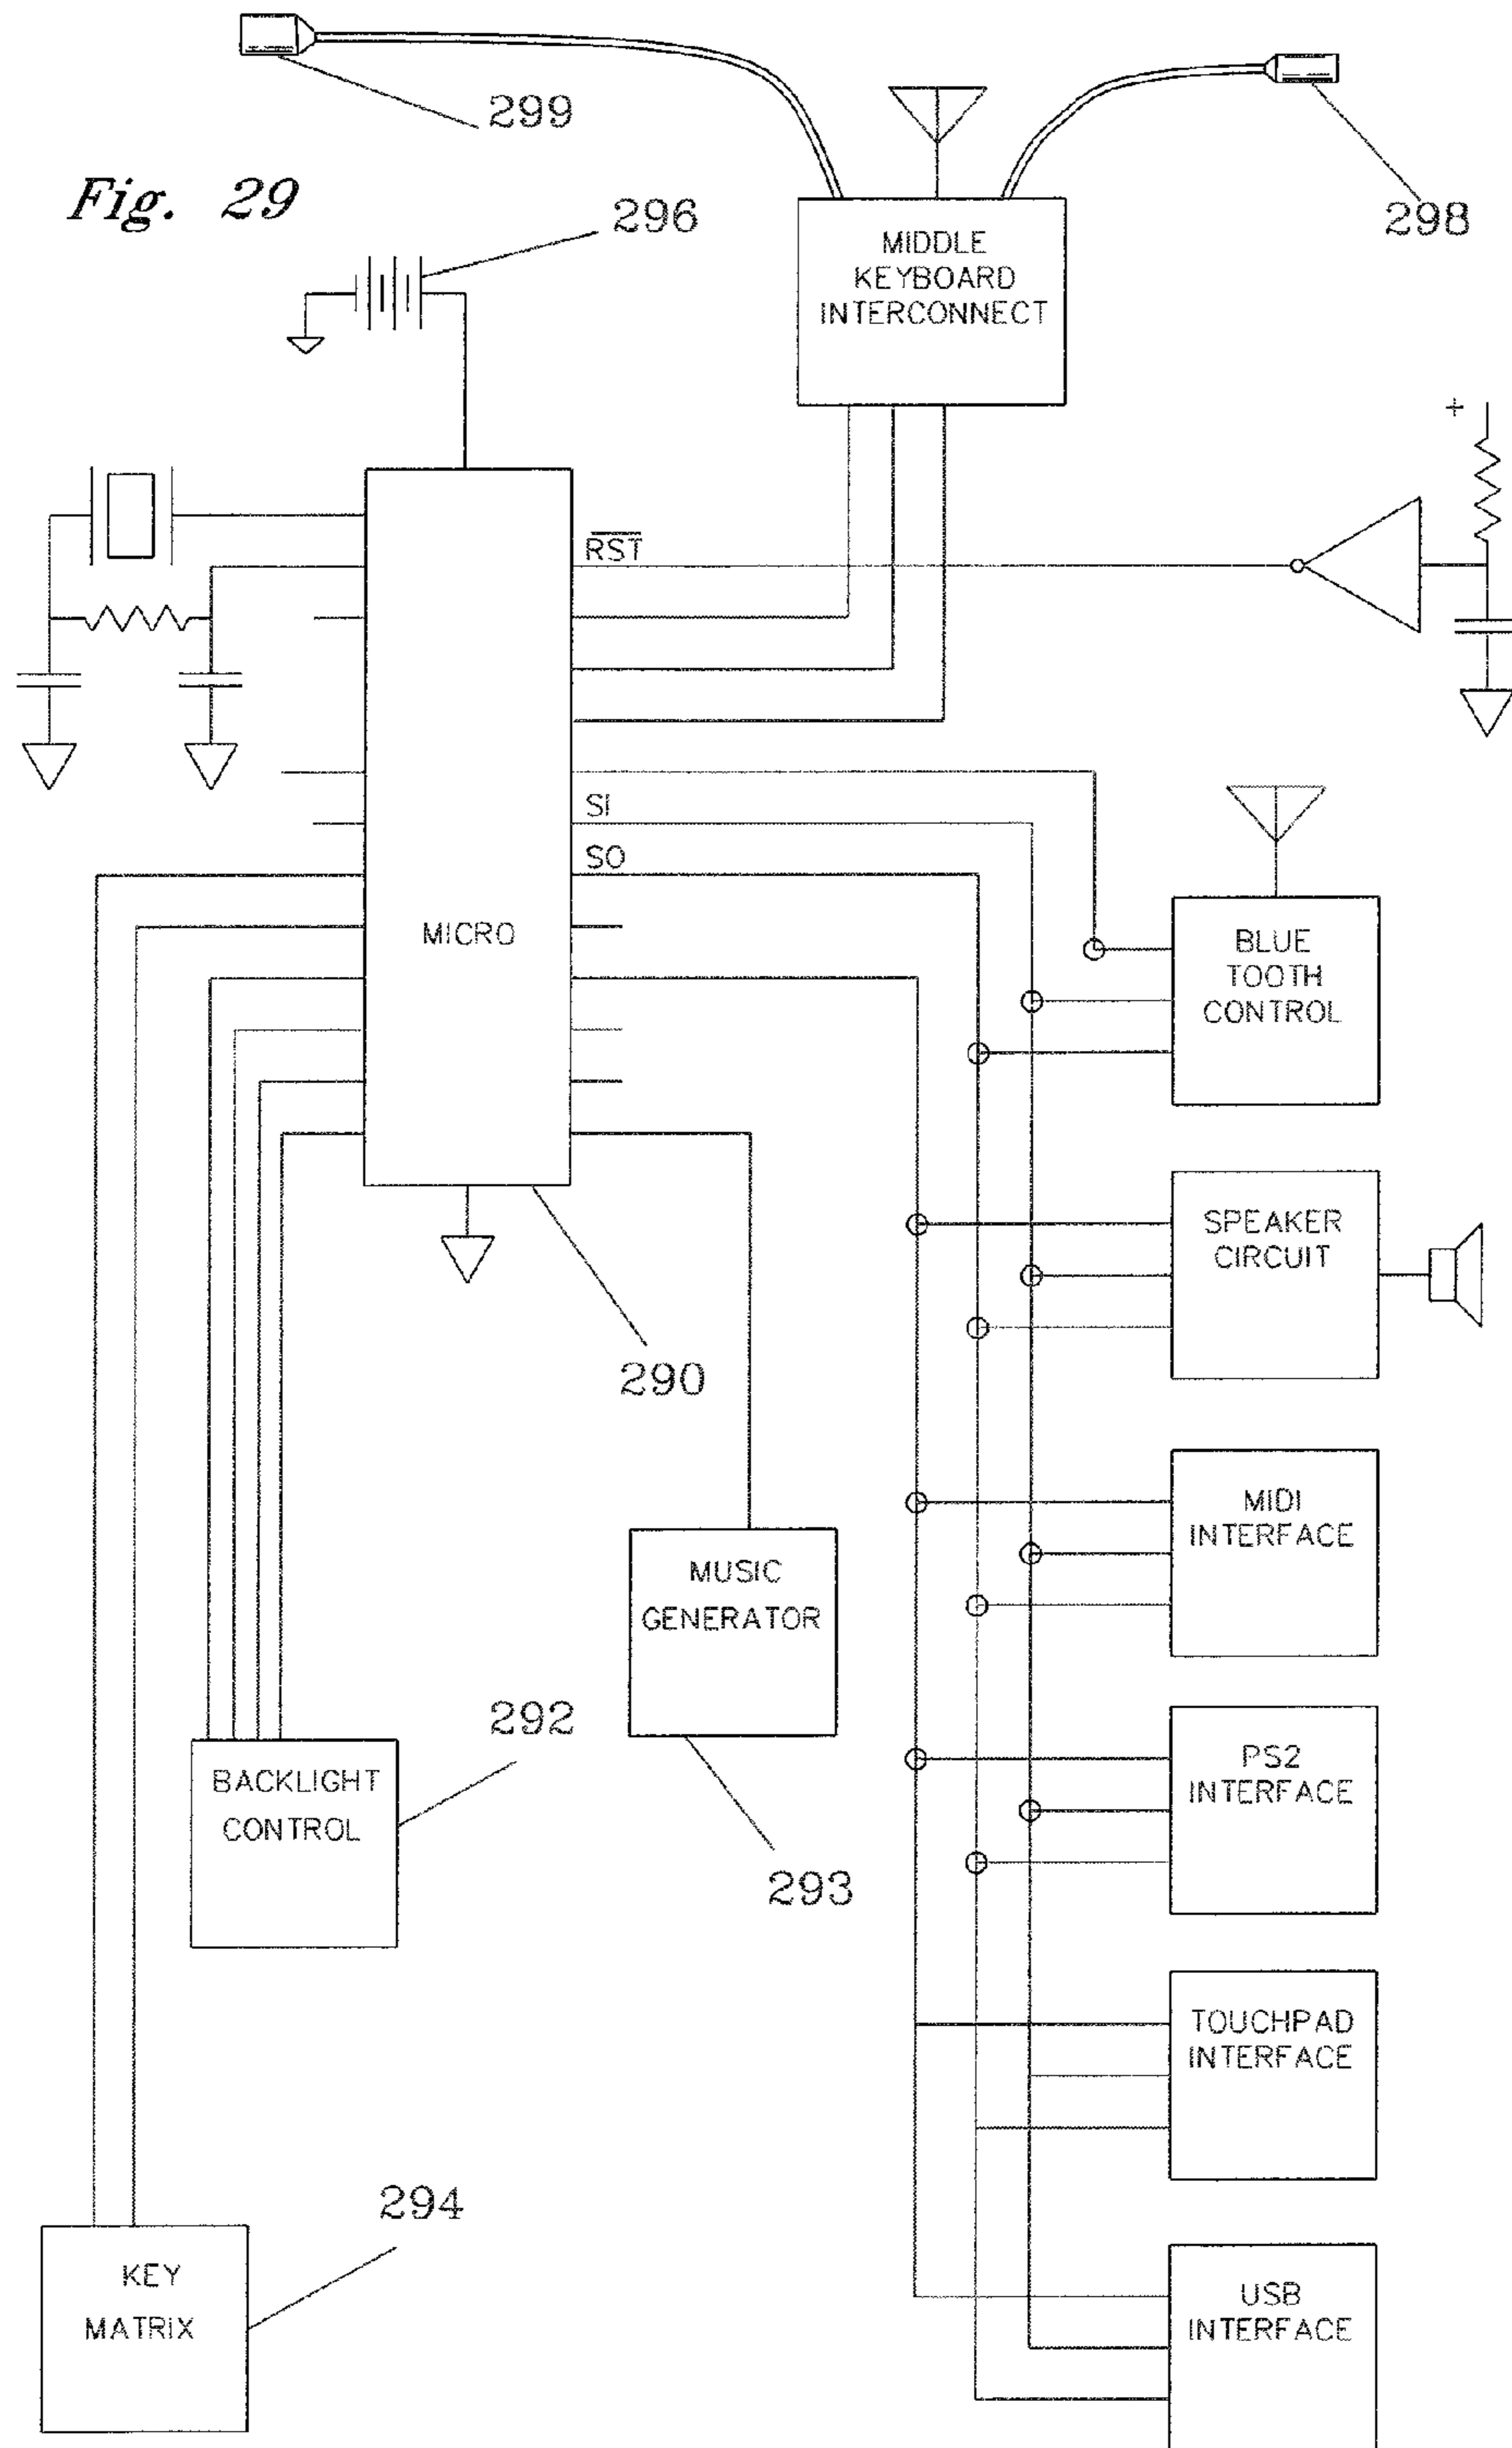 299
Fig. 29
296
298
MIDDLE
KEYBOARD
INTERCONNECT
+
RST
SI
SO
MICRO
BLUE
TOOTH
CONTROL
SPEAKER
CIRCUIT
290
MIDI
INTERFACE
MUSIC
GENERATOR
292
PS2
INTERFACE
BACKLIGHT
CONTROL
293
TOUCHPAD
INTERFACE
294
KEY
MATRIX
USB
INTERFACE